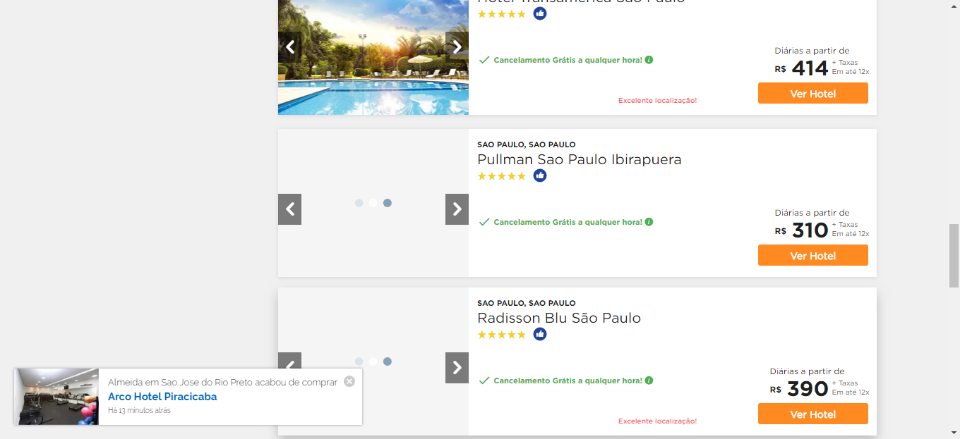 Hotel Transamerica São Paulo
Cancelamento Grátis a qualquer hora!
Diárias a partir de
R$ 414 + Taxas
Em até 12x
Excelente localização!
Ver Hotel
SAO PAULO, SAO PAULO
Pullman Sao Paulo Ibirapuera
Cancelamento Grátis a qualquer hora!
Diárias a partir de
R$ 310 + Taxas
Em até 12x
Ver Hotel
SAO PAULO, SAO PAULO
Radisson Blu São Paulo
Cancelamento Grátis a qualquer hora!
Diárias a partir de
R$ 390 + Taxas
Em até 12x
Excelente localização!
Ver Hotel
Almeida em Sao Jose do Rio Preto acabou de comprar
Arco Hotel Piracicaba
Há 13 minutos atrás